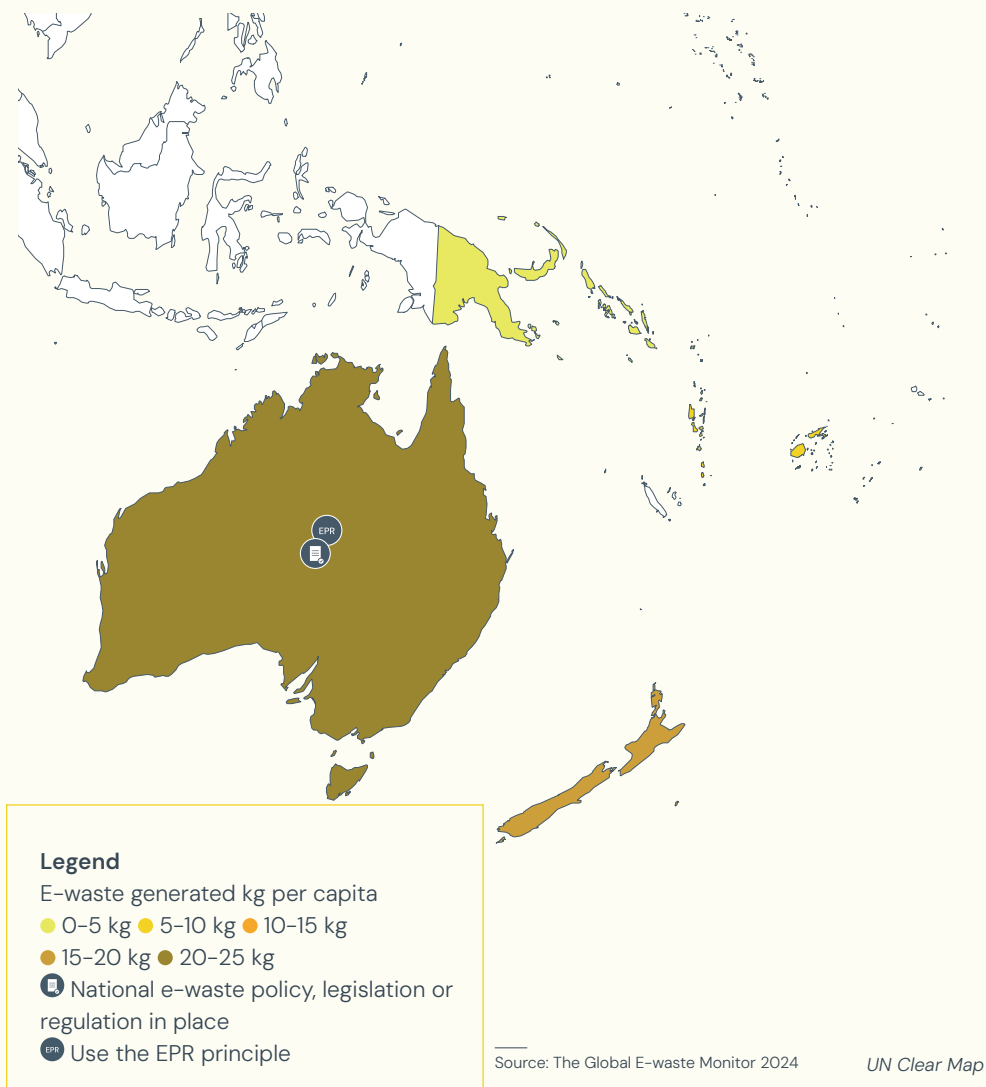 EPR
Legend
E-waste generated kg per capita
0-5 kg 5-10 kg 10-15 kg
15-20 kg 20-25 kg
National e-waste policy, legislation or
regulation in place
EPR Use the EPR principle
Source: The Global E-waste Monitor 2024 UN Clear Map